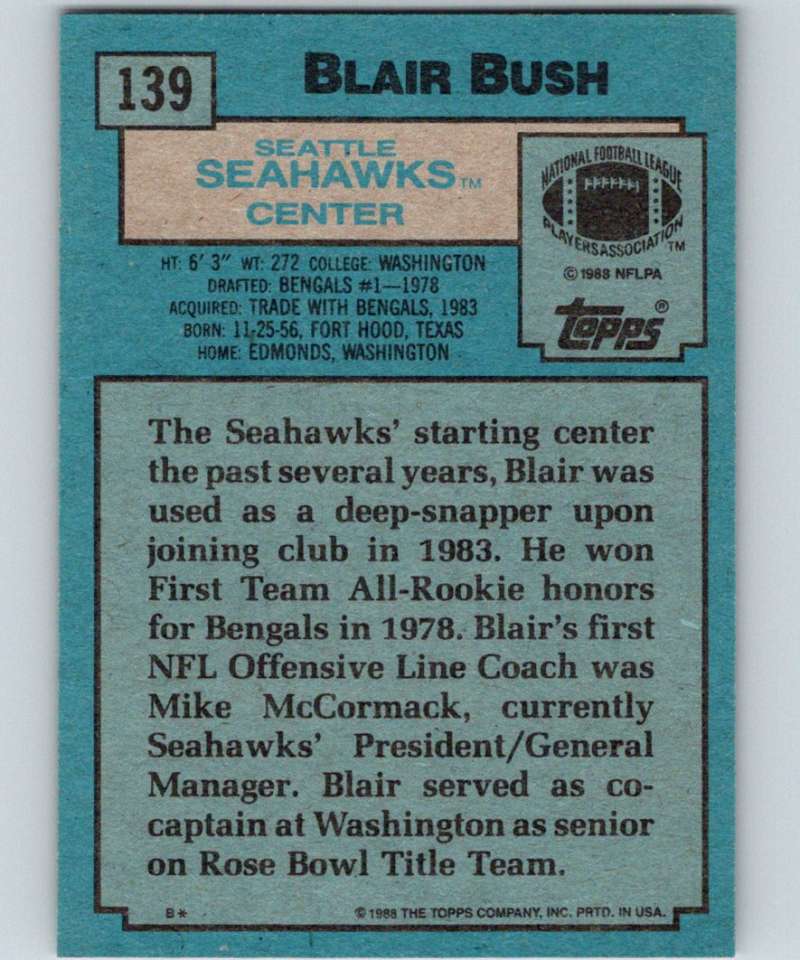 139
BLAIR BUSH
SEATTLE
SEAHAWKS™
CENTER
NATIONAL FOOTBALL LEAGUE
PLAYERS ASSOCIATION™
©1988 NFLPA
topps®
HT: 6' 3" WT: 272 COLLEGE: WASHINGTON
DRAFTED: BENGALS #1—1978
ACQUIRED: TRADE WITH BENGALS, 1983
BORN: 11-25-56, FORT HOOD, TEXAS
HOME: EDMONDS, WASHINGTON
The Seahawks' starting center
the past several years, Blair was
used as a deep-snapper upon
joining club in 1983. He won
First Team All-Rookie honors
for Bengals in 1978. Blair's first
NFL Offensive Line Coach was
Mike McCormack, currently
Seahawks' President/General
Manager. Blair served as co-
captain at Washington as senior
on Rose Bowl Title Team.
B*
©1988 THE TOPPS COMPANY, INC. PRTD. IN USA.